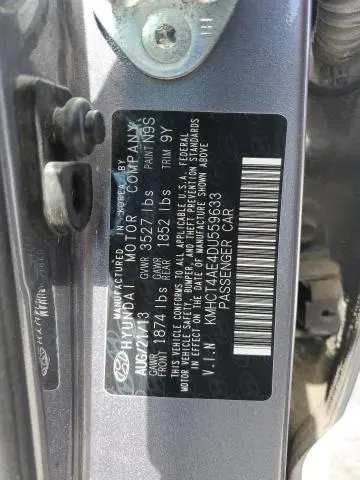 MANUFACTURED IN KOREA, BY
HYUNDAI MOTOR COMPANY
AUG/21/13 GVWR 3527 lbs PAINT N9S
GAWR FRONT 1874 lbs GAWR REAR 1852 lbs TRIM 9Y
THIS VEHICLE CONFORMS TO ALL APPLICABLE U.S.A. FEDERAL
MOTOR VEHICLE SAFETY, BUMPER, AND THEFT PREVENTION STANDARDS
IN EFFECT ON THE DATE OF MANUFACTURE SHOWN ABOVE.
V.I.N KMHCT4AE4DU559633
PASSENGER CAR